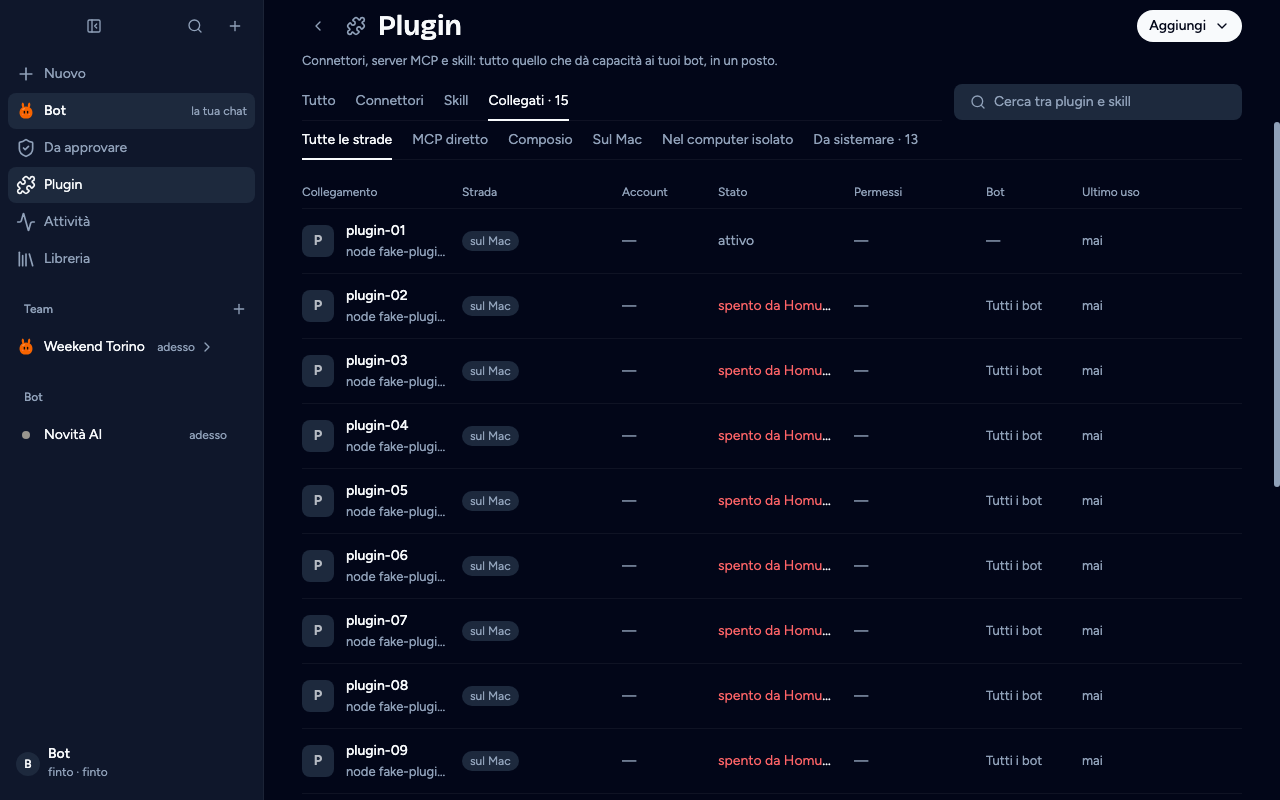 Nuovo
Bot la tua chat
Da approvare
Plugin
Attività
Libreria
Team
Weekend Torino adesso
Bot
Novità AI adesso
B Bot
finto · finto
Plugin
Aggiungi
Connettori, server MCP e skill: tutto quello che dà capacità ai tuoi bot, in un posto.
Tutto Connettori Skill Collegati · 15
Cerca tra plugin e skill
Tutte le strade MCP diretto Composio Sul Mac Nel computer isolato Da sistemare · 13
Collegamento Strada Account Stato Permessi Bot Ultimo uso
P plugin-01 sul Mac — attivo — — mai
node fake-plugi...
P plugin-02 sul Mac — spento da Homu... — Tutti i bot mai
node fake-plugi...
P plugin-03 sul Mac — spento da Homu... — Tutti i bot mai
node fake-plugi...
P plugin-04 sul Mac — spento da Homu... — Tutti i bot mai
node fake-plugi...
P plugin-05 sul Mac — spento da Homu... — Tutti i bot mai
node fake-plugi...
P plugin-06 sul Mac — spento da Homu... — Tutti i bot mai
node fake-plugi...
P plugin-07 sul Mac — spento da Homu... — Tutti i bot mai
node fake-plugi...
P plugin-08 sul Mac — spento da Homu... — Tutti i bot mai
node fake-plugi...
P plugin-09 sul Mac — spento da Homu... — Tutti i bot mai
node fake-plugi...